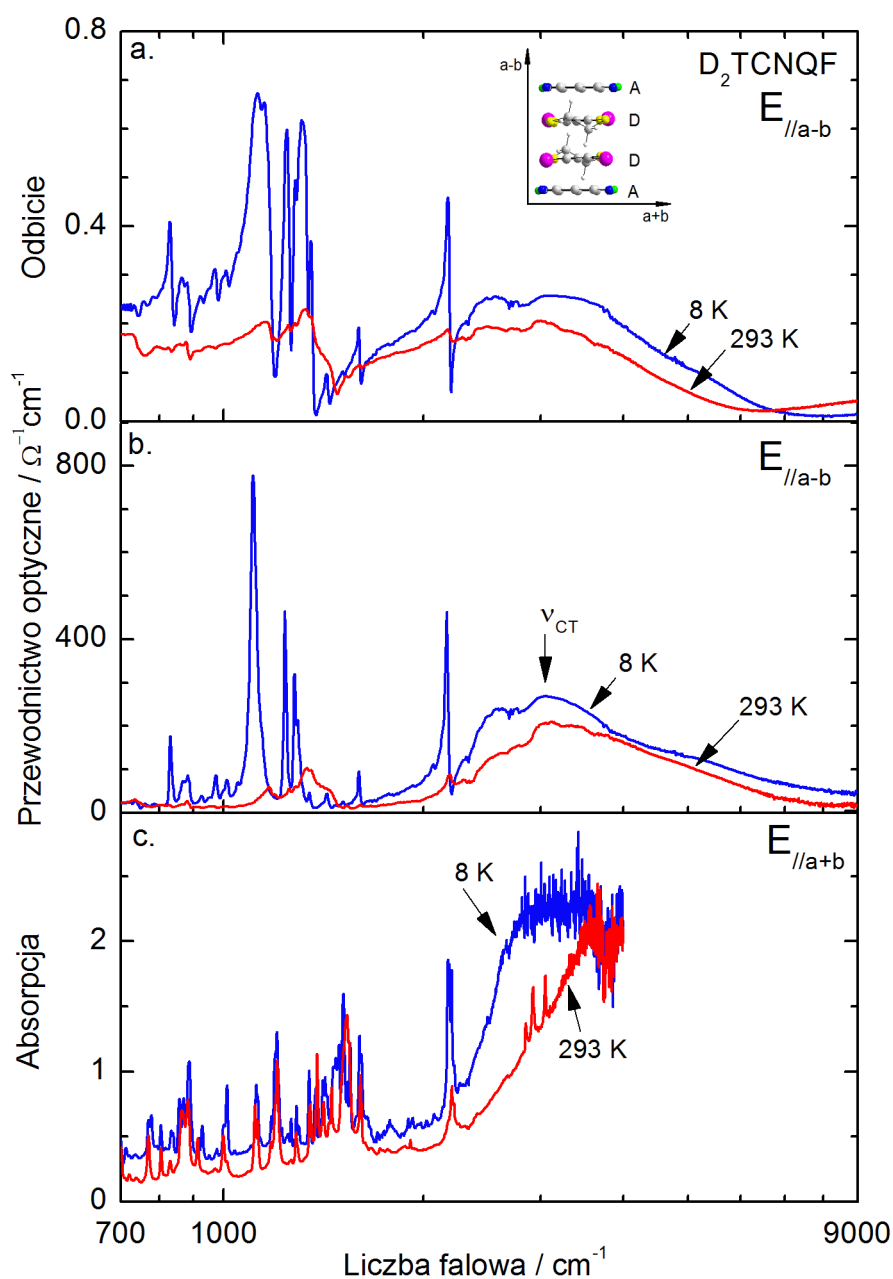 a.
D₂TCNQF
E//a-b
a-b
A
D
D
A
a+b
0.8
0.4
0.0
Odbicie
8 K
293 K
b.
E//a-b
800
400
0
Przewodnictwo optyczne / Ω⁻¹cm⁻¹
νCT
8 K
293 K
c.
E//a+b
2
1
0
Absorpcja
8 K
293 K
700
1000
9000
Liczba falowa / cm⁻¹